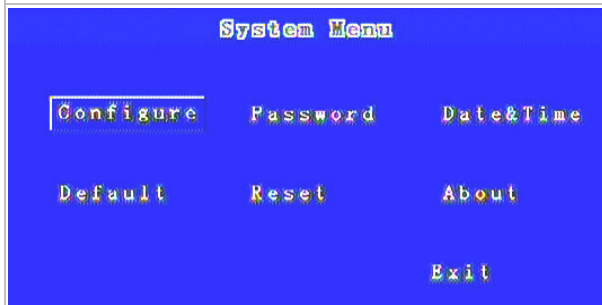 System Menu
Configure Password Date&Time
Default Reset About
Exit